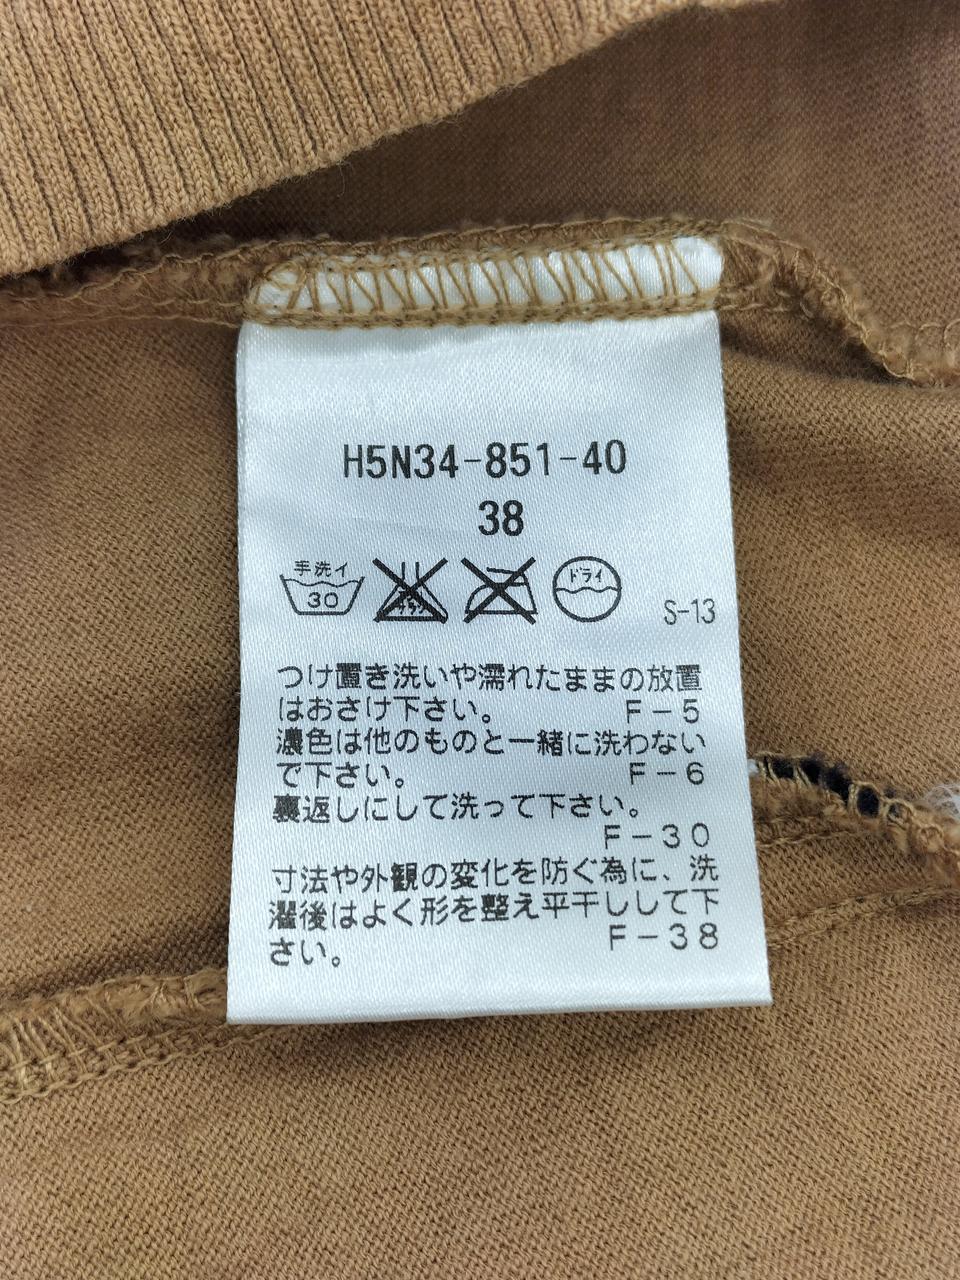 H5N34-851-40
38
手洗イ
30
ドライ
S-13
つけ置き洗いや濡れたままの放置
はおさけ下さい。 F-5
濃色は他のものと一緒に洗わない
で下さい。 F-6
裏返しにして洗って下さい。
F-30
寸法や外観の変化を防ぐ為に、洗
濯後はよく形を整え平干しして下
さい。 F-38